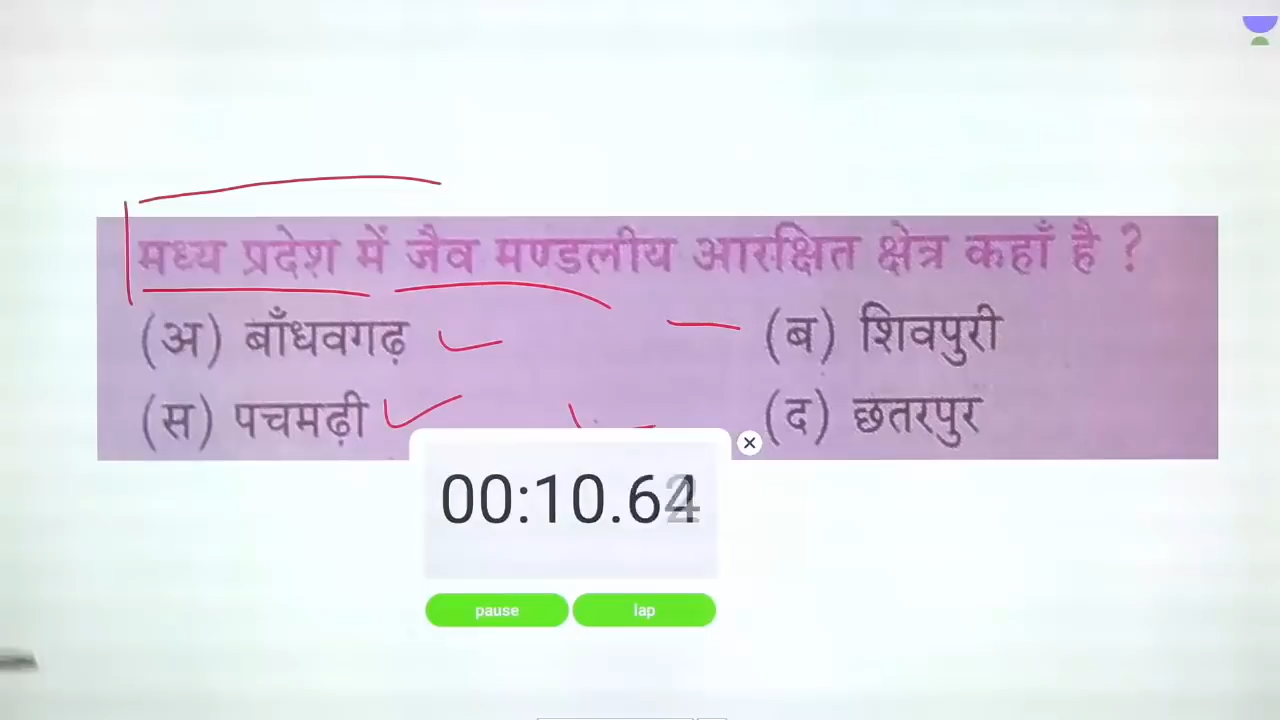 मध्य प्रदेश में जैव मण्डलीय आरक्षित क्षेत्र कहाँ है ?
(अ) बाँधवगढ़ (ब) शिवपुरी
(स) पचमढ़ी (द) छतरपुर
00:10.64
pause lap